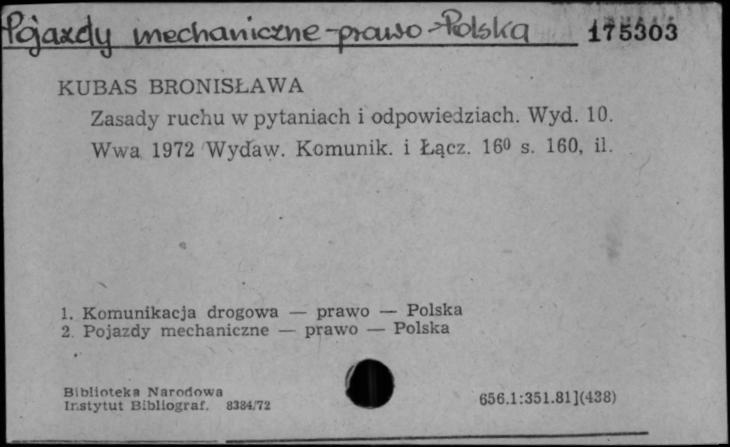 Pojazdy mechaniczne-prawo-Polska 175303
KUBAS BRONISŁAWA
Zasady ruchu w pytaniach i odpowiedziach. Wyd. 10.
Wwa 1972 Wydaw. Komunik. i Łącz. 16⁰ s. 160, il.
1. Komunikacja drogowa — prawo — Polska
2. Pojazdy mechaniczne — prawo — Polska
Biblioteka Narodowa
Instytut Bibliograf. 8384/72
656.1:351.81](438)